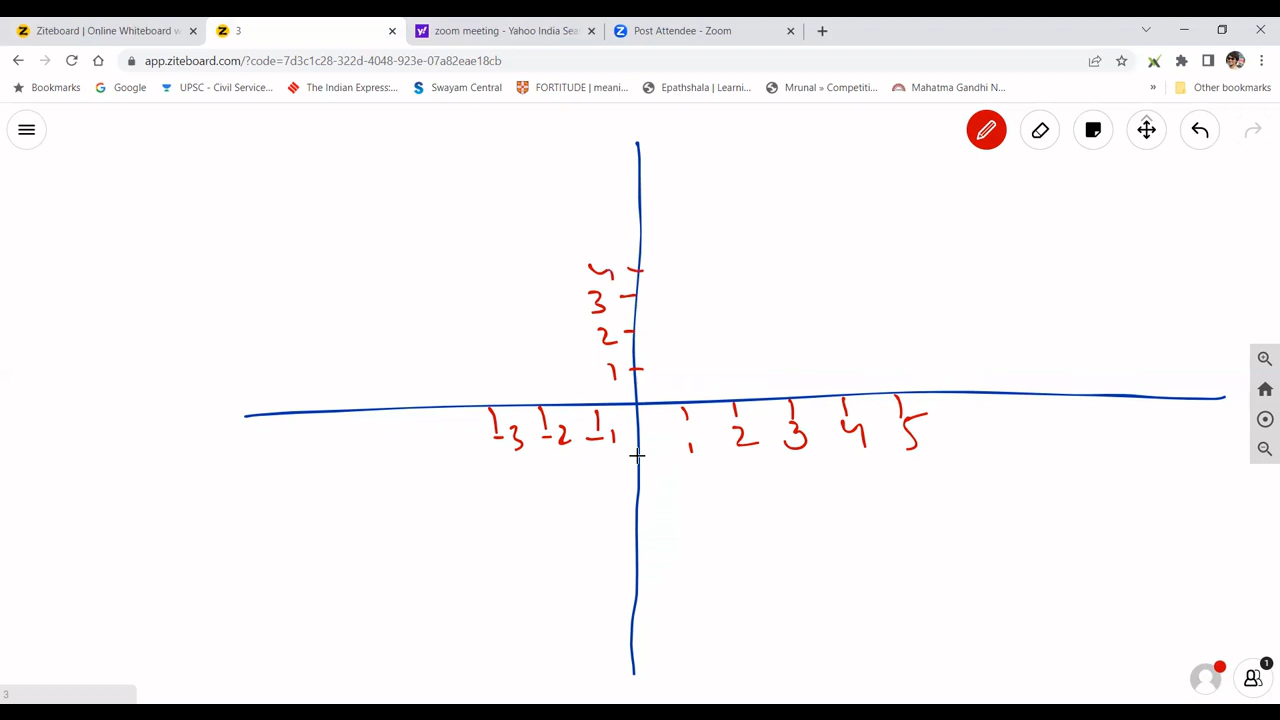 Ziteboard | Online Whiteboard w
3
zoom meeting - Yahoo India Sea
Post Attendee - Zoom
app.ziteboard.com/?code=7d3c1c28-322d-4048-923e-07a82eae18cb
Bookmarks
Google
UPSC - Civil Service...
The Indian Express:...
Swayam Central
FORTITUDE | meani...
Epathshala | Learni...
Mrunal » Competiti...
Mahatma Gandhi N...
»
Other bookmarks
4
3
2
1
-3 -2 -1 1 2 3 4 5
1
3